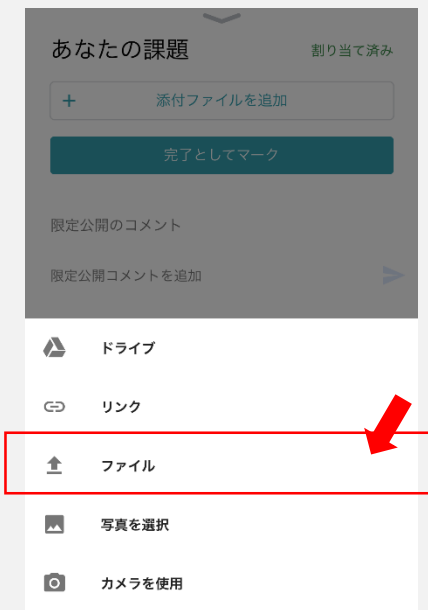 あなたの課題
割り当て済み
+ 添付ファイルを追加
完了としてマーク
限定公開のコメント
限定公開コメントを追加
ドライブ
リンク
ファイル
写真を選択
カメラを使用